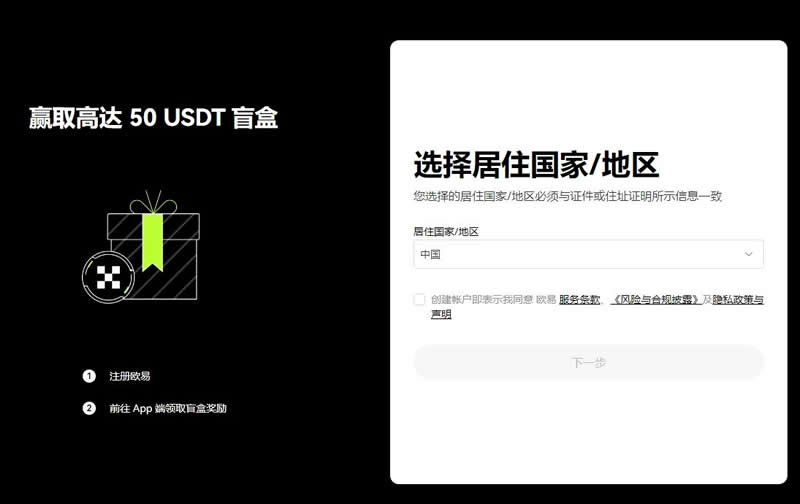 赢取高达 50 USDT 盲盒
1 注册欧易
2 前往 App 端领取盲盒奖励
选择居住国家/地区
您选择的居住国家/地区必须与证件或住址证明所示信息一致
居住国家/地区
中国
创建帐户即表示我同意 欧易 服务条款、《风险与合规披露》及隐私政策与
声明
下一步